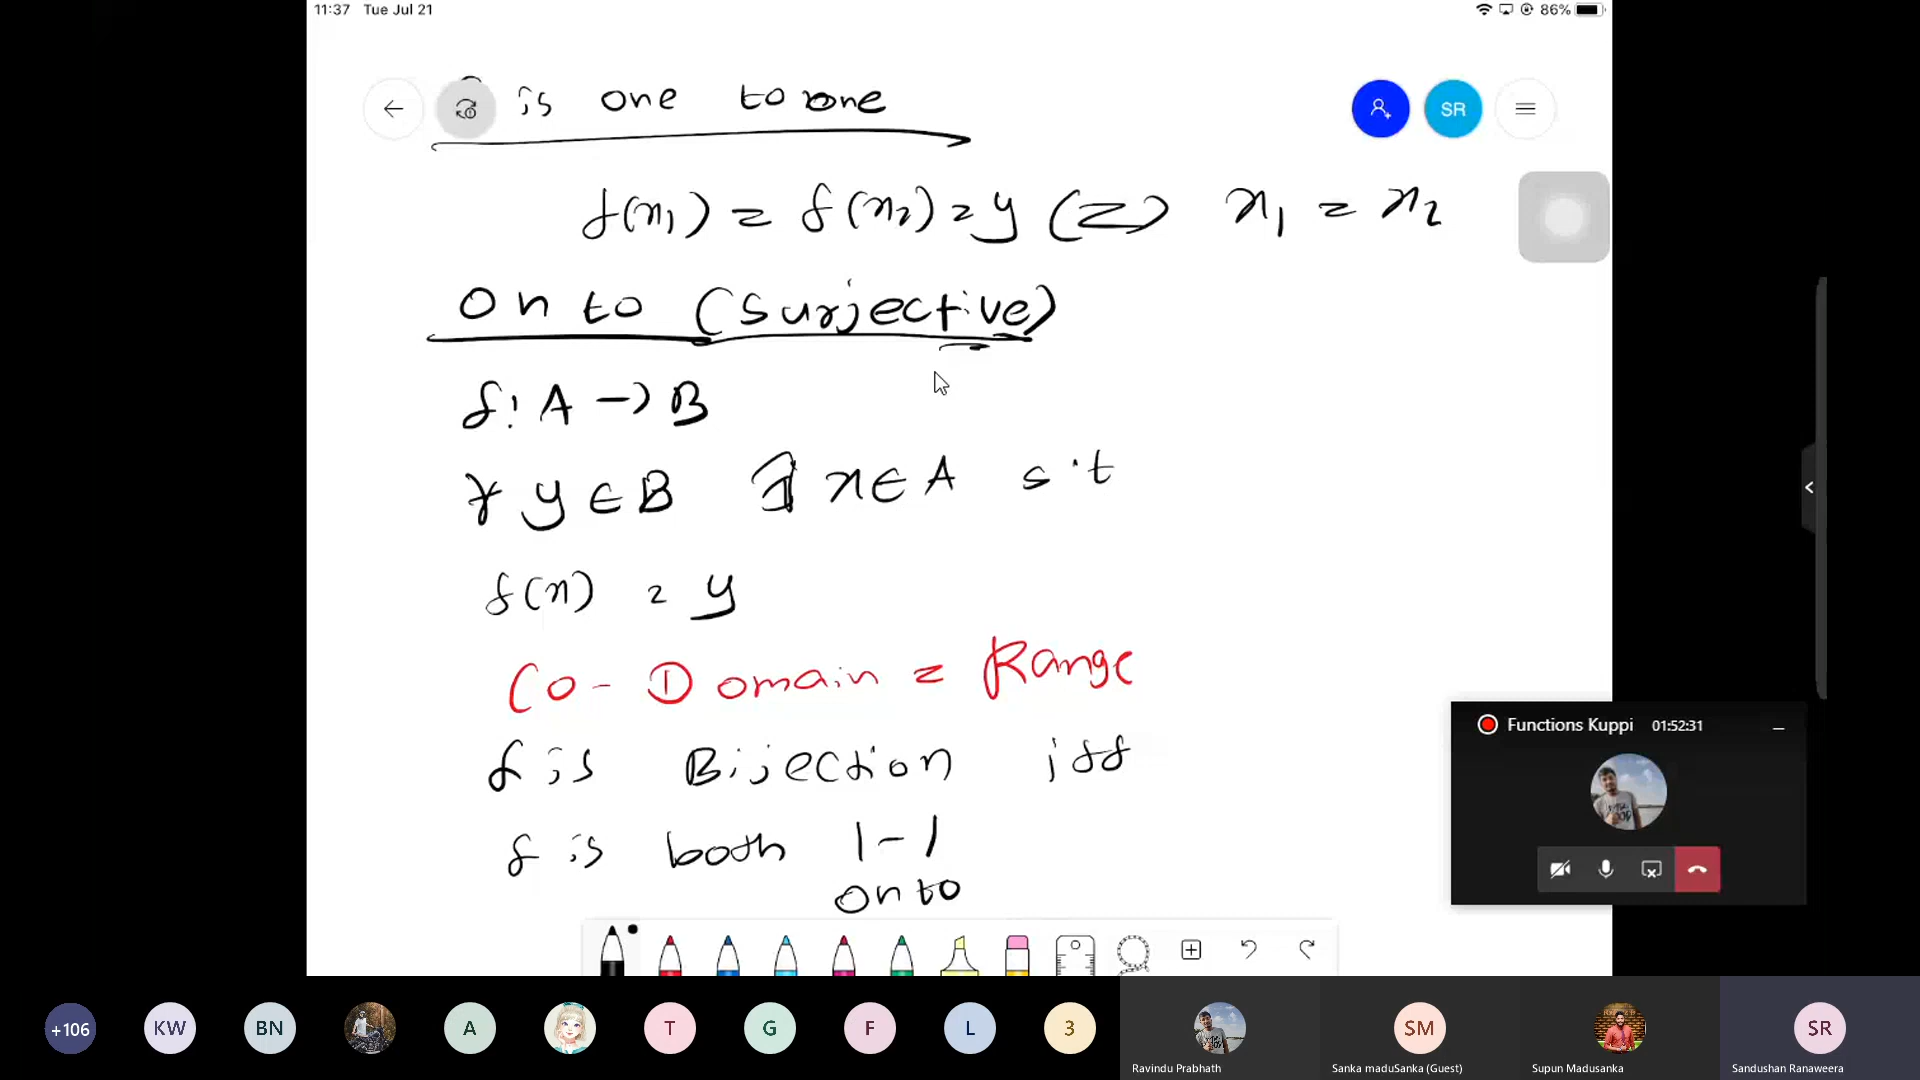 11:37 Tue Jul 21
86%
is one to one
SR
f(x₁) = f(x₂) = y ⟺ x₁ = x₂
On to (Surjective)
f: A → B
∀ y ∈ B ∃ x ∈ A s.t
f(x) = y
Co-Domain = Range
Functions Kuppi 01:52:31
f is Bijection iff
f is both 1-1
onto
+106 KW BN A T G F L 3 SM SR
Ravindu Prabhath Sanka maduSanka (Guest) Supun Madusanka Sandushan Ranaweera